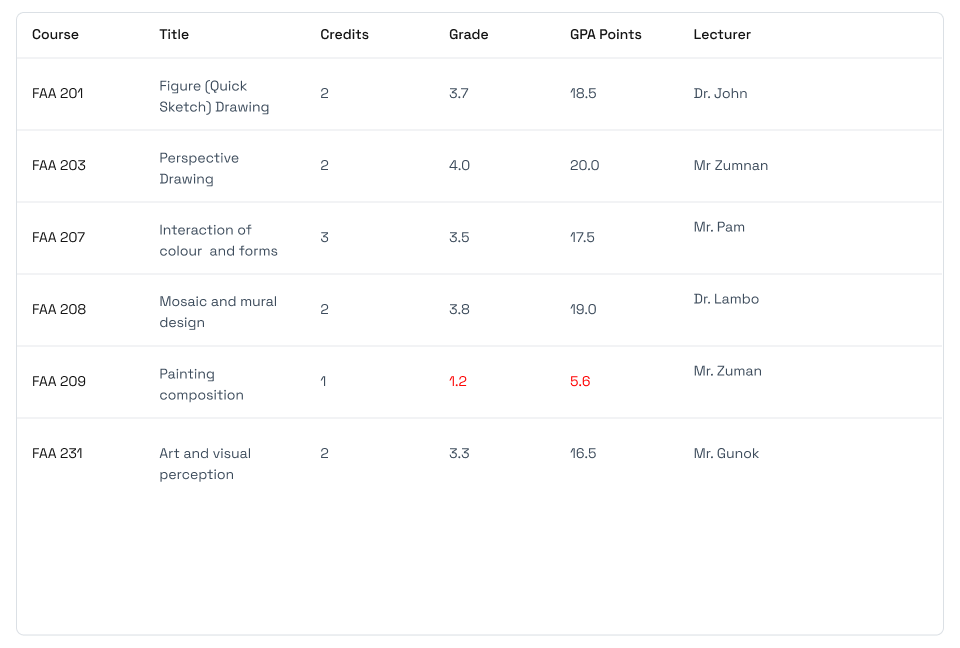 Course Title Credits Grade GPA Points Lecturer
FAA 201 Figure (Quick Sketch) Drawing 2 3.7 18.5 Dr. John
FAA 203 Perspective Drawing 2 4.0 20.0 Mr Zumnan
FAA 207 Interaction of colour  and forms 3 3.5 17.5 Mr. Pam
FAA 208 Mosaic and mural design 2 3.8 19.0 Dr. Lambo
FAA 209 Painting composition 1 1.2 5.6 Mr. Zuman
FAA 231 Art and visual perception 2 3.3 16.5 Mr. Gunok